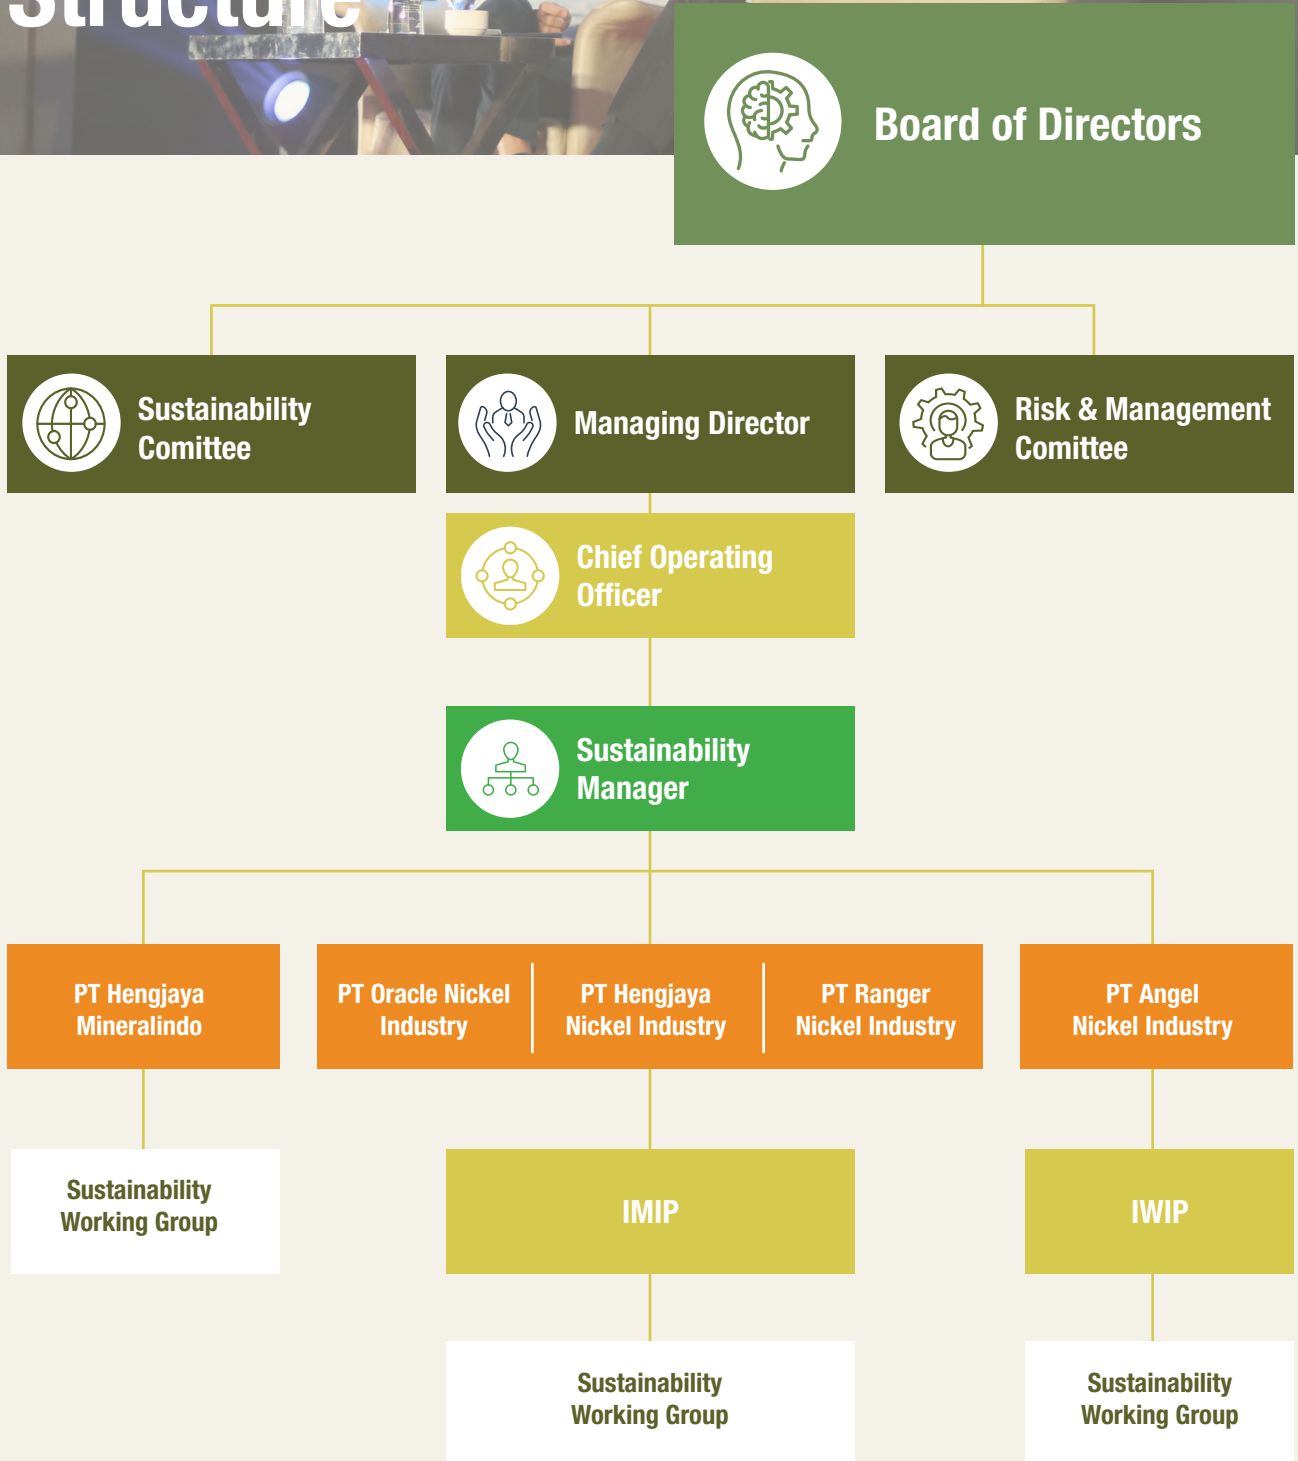 Structure
Board of Directors
Sustainability
Comittee
Managing Director
Risk & Management
Comittee
Chief Operating
Officer
Sustainability
Manager
PT Hengjaya
Mineralindo
PT Oracle Nickel
Industry
PT Hengjaya
Nickel Industry
PT Ranger
Nickel Industry
PT Angel
Nickel Industry
Sustainability
Working Group
IMIP
IWIP
Sustainability
Working Group
Sustainability
Working Group